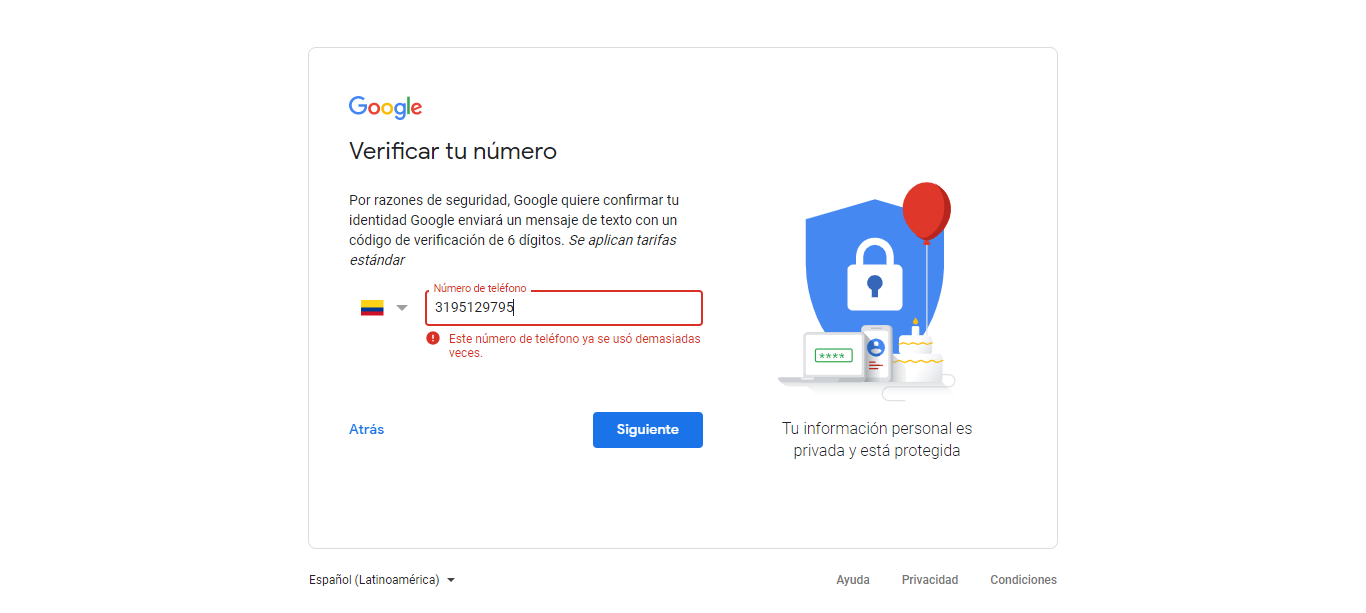 Google
Verificar tu número
Por razones de seguridad, Google quiere confirmar tu
identidad Google enviará un mensaje de texto con un
código de verificación de 6 dígitos. Se aplican tarifas
estándar
Número de teléfono
3195129795
Este número de teléfono ya se usó demasiadas
veces.
Atrás
Siguiente
****
Tu información personal es
privada y está protegida
Español (Latinoamérica)
Ayuda
Privacidad
Condiciones